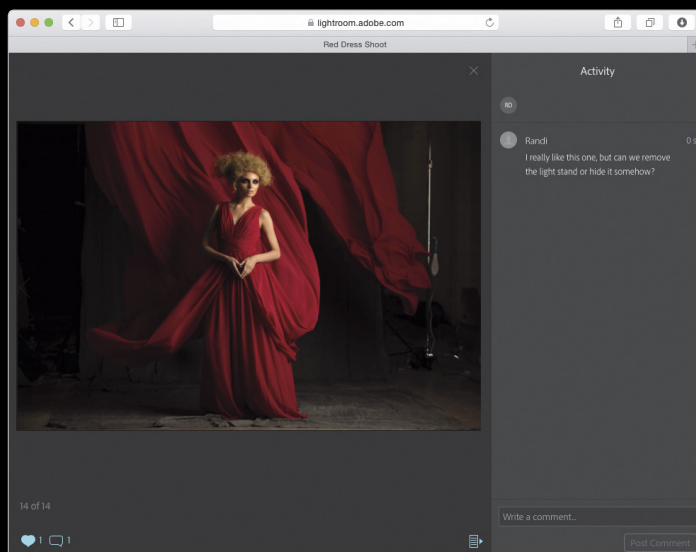 lightroom.adobe.com
Red Dress Shoot
Activity
RD
Randi
0 s
I really like this one, but can we remove
the light stand or hide it somehow?
14 of 14
1
1
Write a comment..
Post Comment